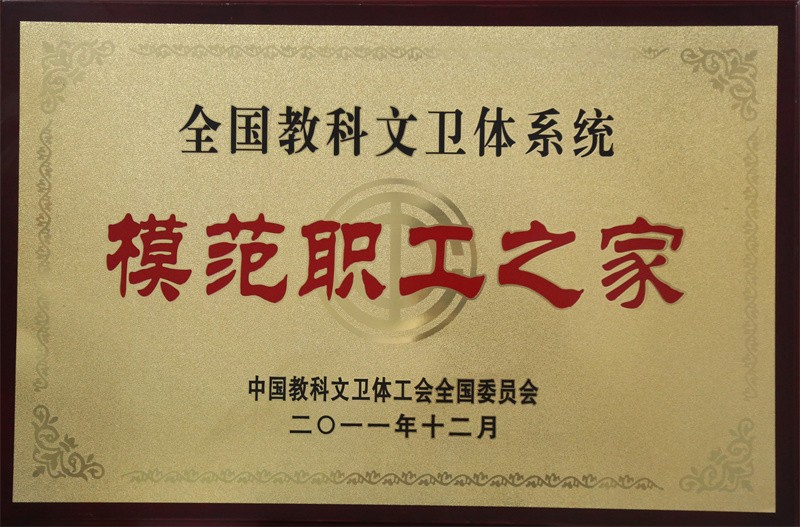 全国教科文卫体系统
模范职工之家
中国教科文卫体工会全国委员会
二〇一一年十二月